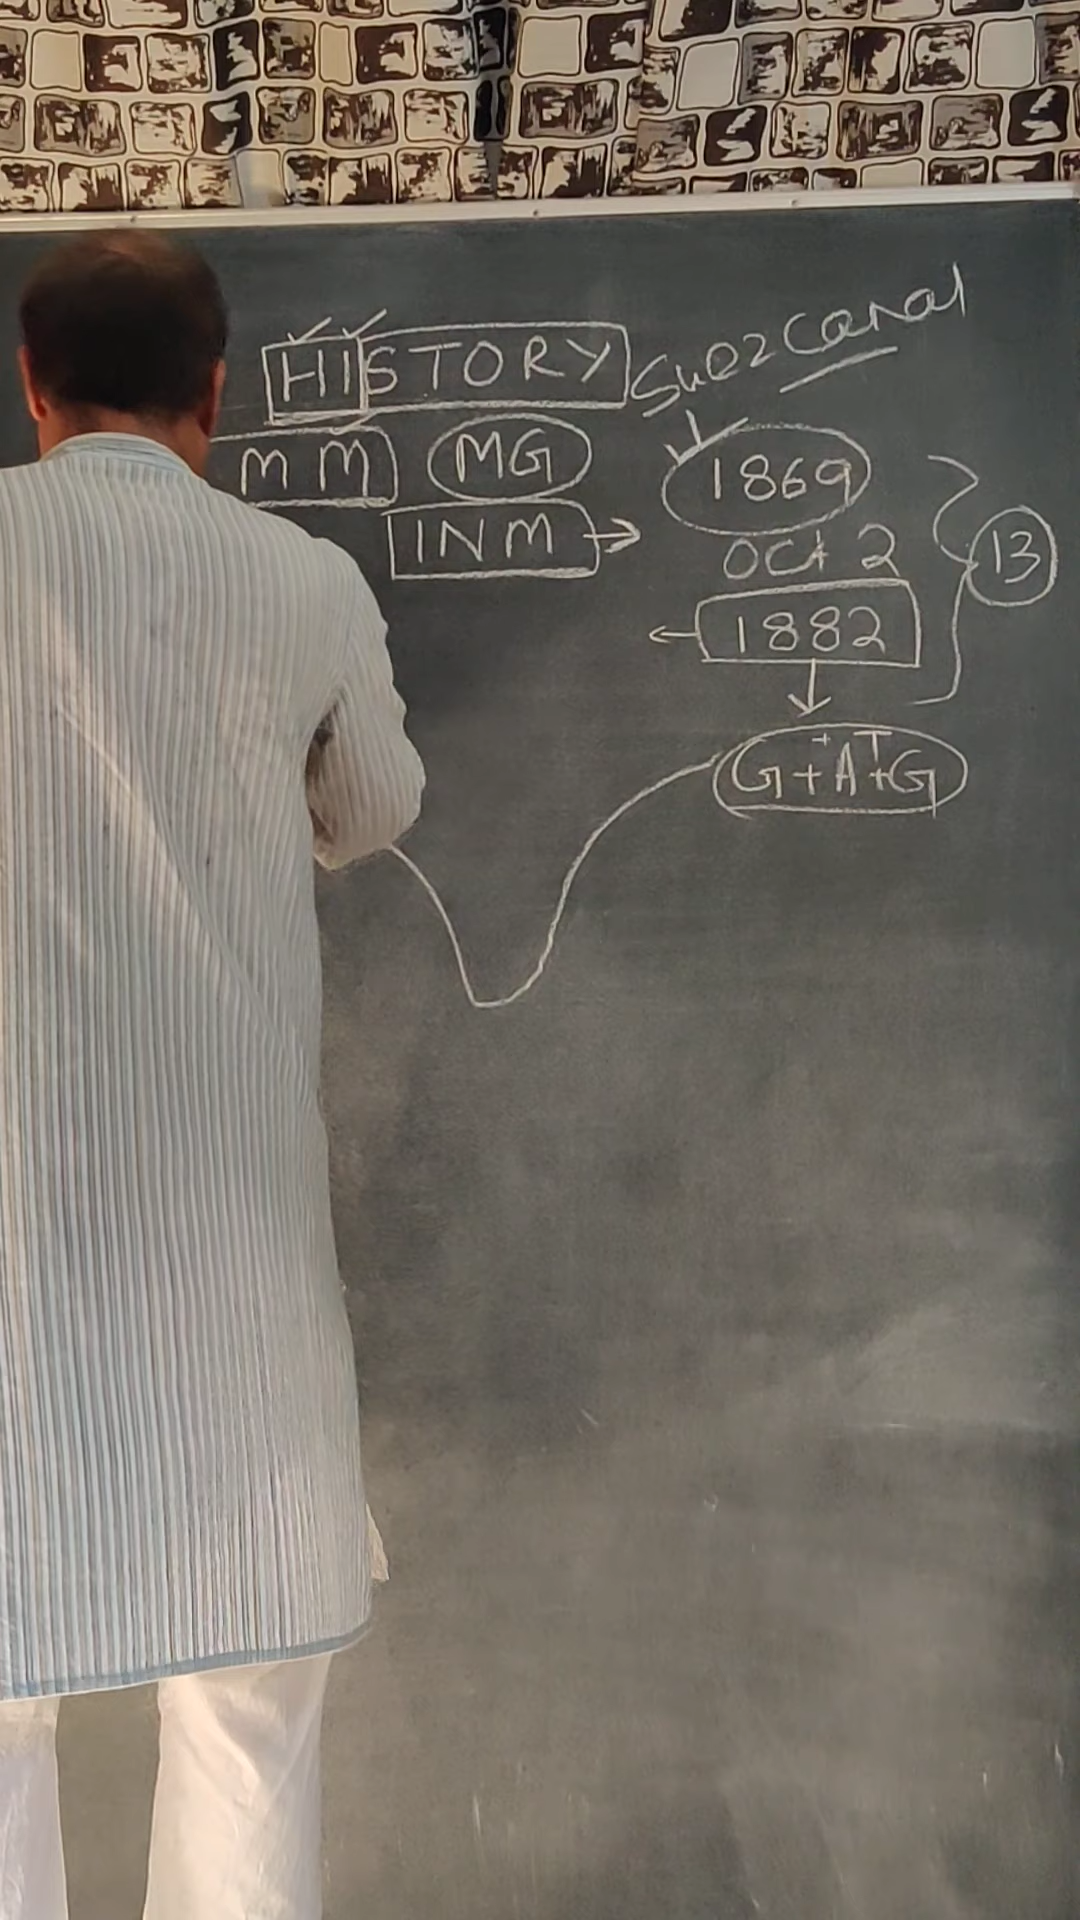 HISTORY
Suez Canal
MM MG
1869
INM
OCt 2
13
1882
G+A+G
+ T